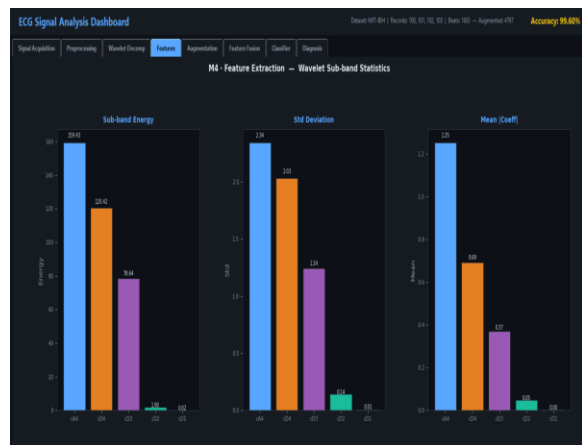 ECG Signal Analysis Dashboard
Dataset: MIT-BIH | Records: 100, 101, 102, 103 | Beats: 1603 → Augmented: 4787
Accuracy: 99.60%
Signal Acquisition Preprocessing Wavelet Decomp Features Augmentation Feature Fusion Classifier Diagnosis
M4 - Feature Extraction — Wavelet Sub-band Statistics
Sub-band Energy
159.43
120.42
78.64
0.02
Energy
160
140
120
100
80
60
40
20
0
cA4 cD4 cD3 cD2 cD1
Std Deviation
2.34
2.03
1.24
0.14
0.01
Std
2.0
1.5
1.0
0.5
0.0
cA4 cD4 cD3 cD2 cD1
Mean |Coeff|
1.25
0.69
0.37
0.05
0.00
Mean
1.2
1.0
0.8
0.6
0.4
0.2
0.0
cA4 cD4 cD3 cD2 cD1